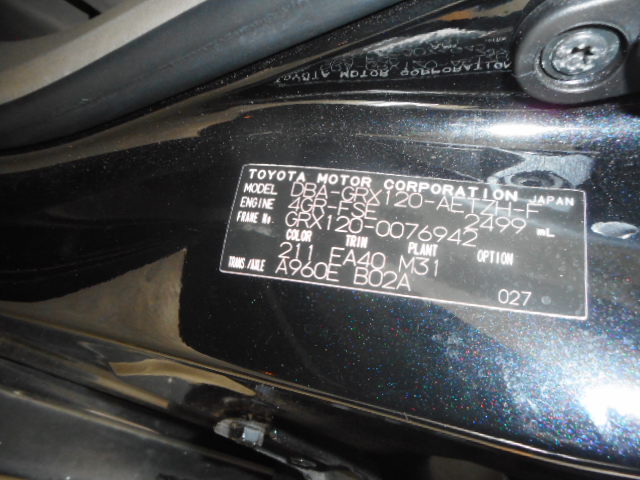 TOYOTA MOTOR CORPORATION JAPAN
MODEL DBA-GRX120-AETZH-F
ENGINE 4GR-FSE 2499 mL
FRAME No. GRX120-0076942
COLOR TRIM PLANT OPTION
211 FA40 M31
TRANS/AXLE A960E B02A
027